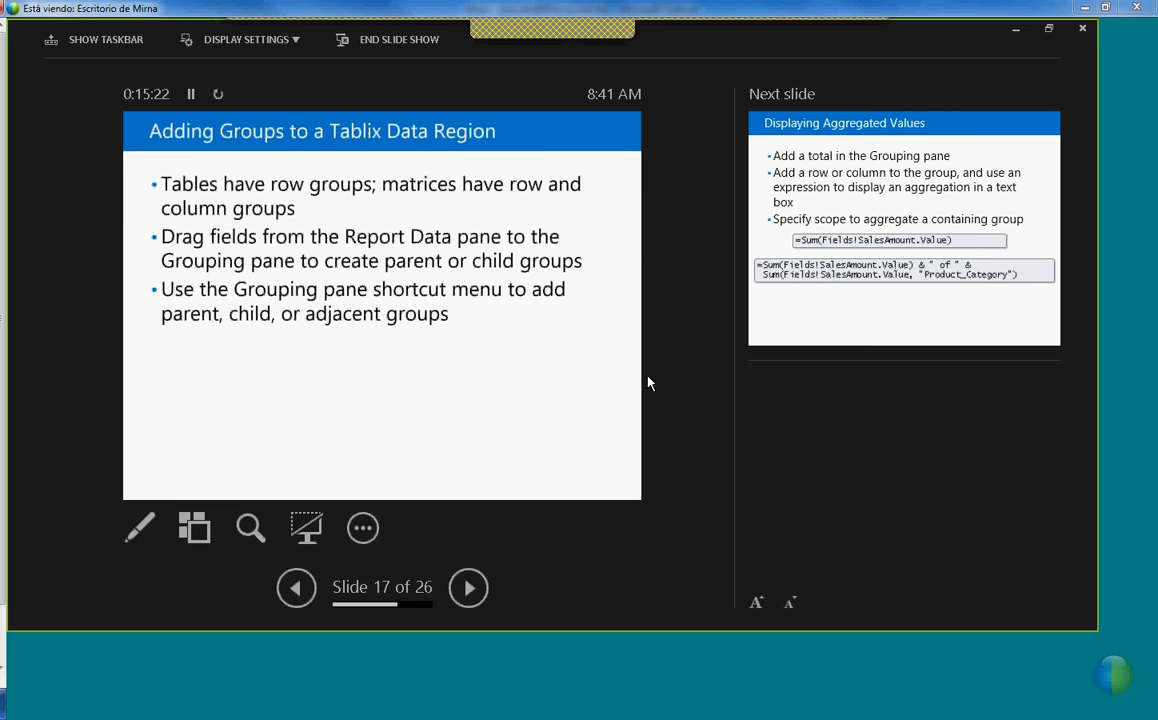 Está viendo: Escritorio de Mirna
SHOW TASKBAR
DISPLAY SETTINGS
END SLIDE SHOW
0:15:22
8:41 AM
Adding Groups to a Tablix Data Region
•Tables have row groups; matrices have row and
column groups
•Drag fields from the Report Data pane to the
Grouping pane to create parent or child groups
•Use the Grouping pane shortcut menu to add
parent, child, or adjacent groups
Slide 17 of 26
Next slide
Displaying Aggregated Values
•Add a total in the Grouping pane
•Add a row or column to the group, and use an
expression to display an aggregation in a text
box
•Specify scope to aggregate a containing group
=Sum(Fields!SalesAmount.Value)
=Sum(Fields!SalesAmount.Value) & " of " &
Sum(Fields!SalesAmount.Value, "Product_Category")
A A